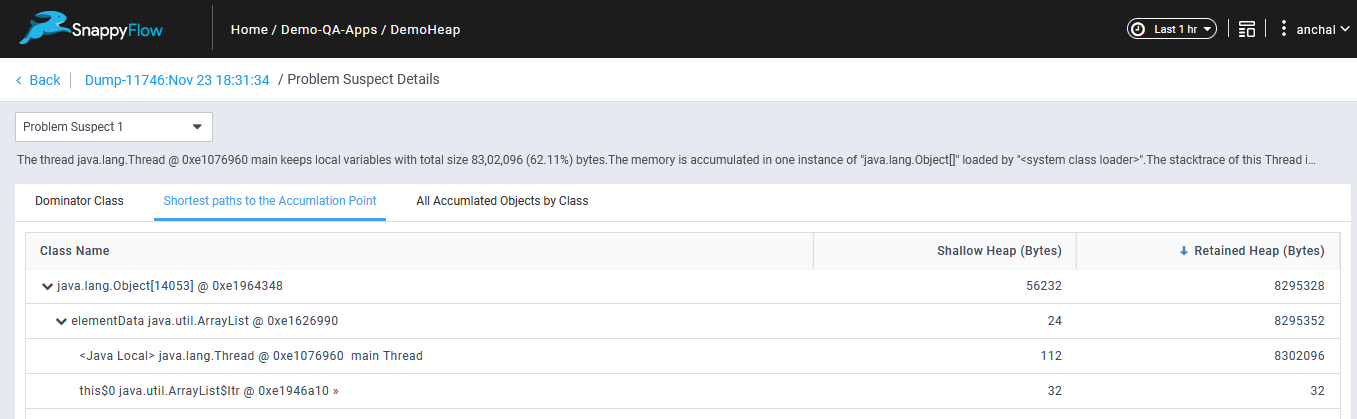 SnappyFlow
Home / Demo-QA-Apps / DemoHeap
Last 1 hr
anchal
Back
Dump-11746:Nov 23 18:31:34 / Problem Suspect Details
Problem Suspect 1
The thread java.lang.Thread @ 0xe1076960 main keeps local variables with total size 83,02,096 (62.11%) bytes.The memory is accumulated in one instance of "java.lang.Object[]" loaded by "<system class loader>".The stacktrace of this Thread i...
Dominator Class
Shortest paths to the Accumlation Point
All Accumlated Objects by Class
Class Name Shallow Heap (Bytes) Retained Heap (Bytes)
java.lang.Object[14053] @ 0xe1964348 56232 8295328
elementData java.util.ArrayList @ 0xe1626990 24 8295352
<Java Local> java.lang.Thread @ 0xe1076960 main Thread 112 8302096
this$0 java.util.ArrayList$Itr @ 0xe1946a10 » 32 32